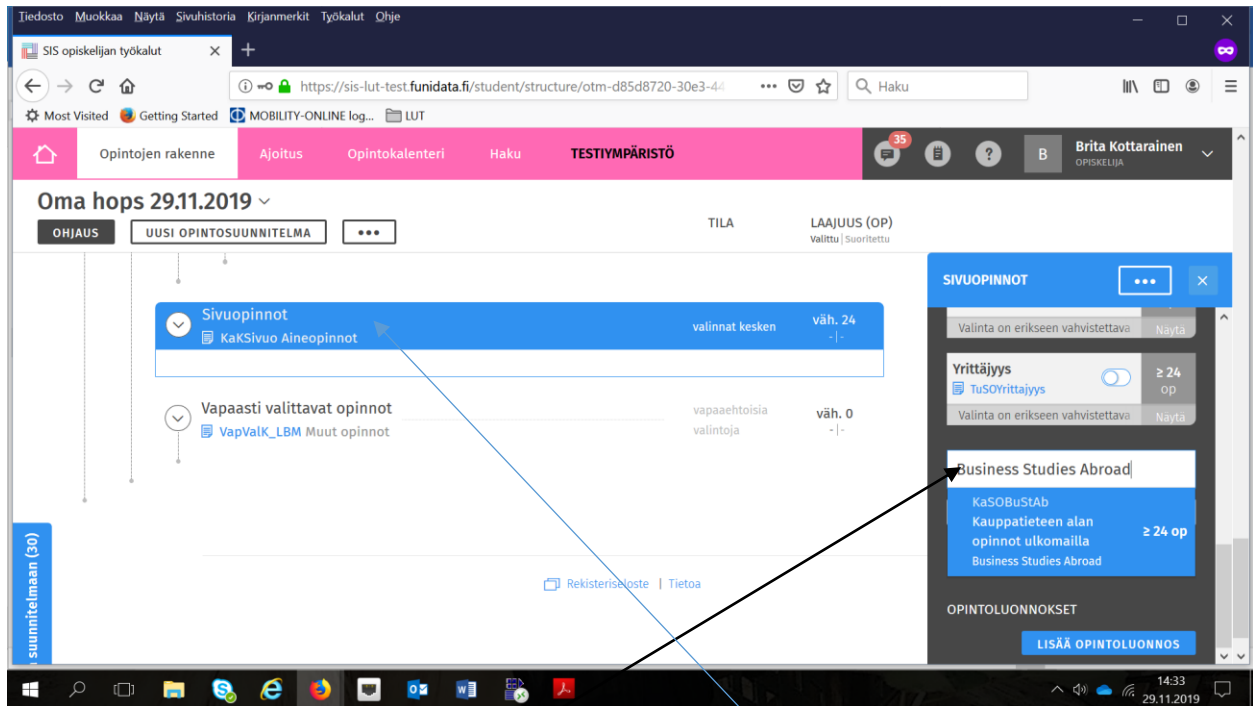 Tiedosto Muokkaa Näytä Sivuhistoria Kirjanmerkit Työkalut Ohje
SIS opiskelijan työkalut
https://sis-lut-test.funidata.fi/student/structure/otm-d85d8720-30e3-44
Haku
Most Visited Getting Started MOBILITY-ONLINE log... LUT
Opintojen rakenne Ajoitus Opintokalenteri Haku TESTIYMPÄRISTÖ 35 B Brita Kottarainen
OPISKELIJA
Oma hops 29.11.2019
OHJAUS UUSI OPINTOSUUNNITELMA
TILA LAAJUUS (OP)
Valittu | Suoritettu
Sivuopinnot
KaKSivuo Aineopinnot
valinnat kesken
väh. 24
- | -
Vapaasti valittavat opinnot
VapValK_LBM Muut opinnot
vapaaehtoisia
valintoja
väh. 0
- | -
Rekisteriseloste | Tietoa
suunnitelmaan (30)
SIVUOPINNOT
Valinta on erikseen vahvistettava Näytä
Yrittäjyys
TuSOYrittajyys
≥ 24
op
Valinta on erikseen vahvistettava Näytä
Business Studies Abroad
KaSOBuStAb
Kauppatieteen alan
opinnot ulkomailla
≥ 24 op
Business Studies Abroad
OPINTOLUONNOKSET
LISÄÄ OPINTOLUONNOS
14:33
29.11.2019